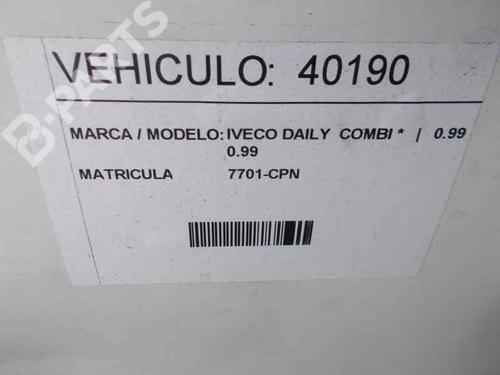 B-PARTS
VEHICULO: 40190
MARCA / MODELO: IVECO DAILY COMBI * | 0.99
0.99
MATRICULA 7701-CPN